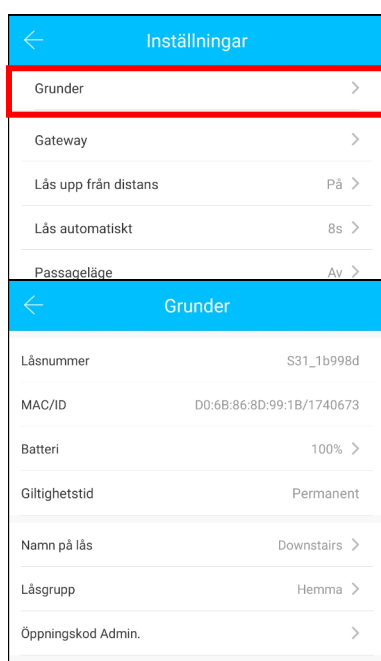 Inställningar
Grunder
Gateway
Lås upp från distans På
Lås automatiskt 8s
Passageläge Av
Grunder
Låsnummer S31_1b998d
MAC/ID D0:6B:86:8D:99:1B/1740673
Batteri 100%
Giltighetstid Permanent
Namn på lås Downstairs
Låsgrupp Hemma
Öppningskod Admin.